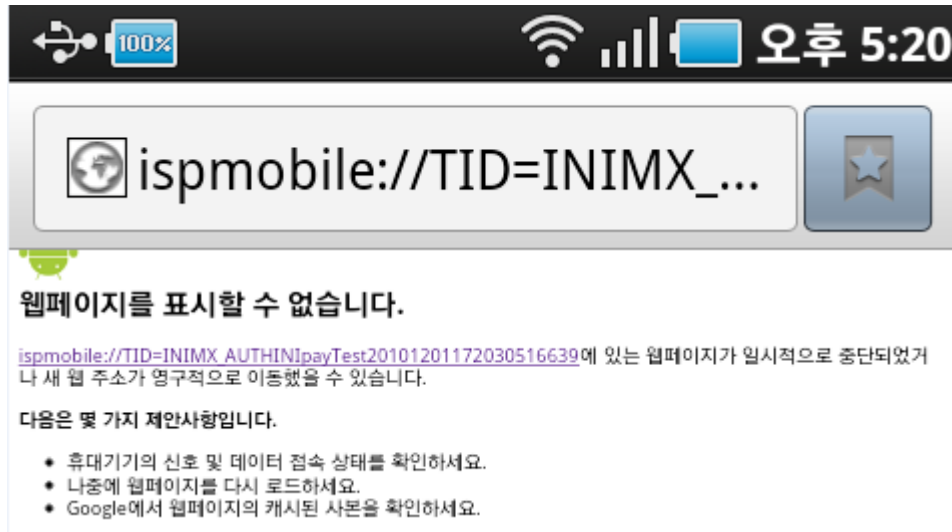 100%
오후 5:20
ispmobile://TID=INIMX_...
웹페이지를 표시할 수 없습니다.
ispmobile://TID=INIMX_AUTHINIpayTest20101201172030516639에 있는 웹페이지가 일시적으로 중단되었거
나 새 웹 주소가 영구적으로 이동했을 수 있습니다.
다음은 몇 가지 제안사항입니다.
• 휴대기기의 신호 및 데이터 접속 상태를 확인하세요.
• 나중에 웹페이지를 다시 로드하세요.
• Google에서 웹페이지의 캐시된 사본을 확인하세요.